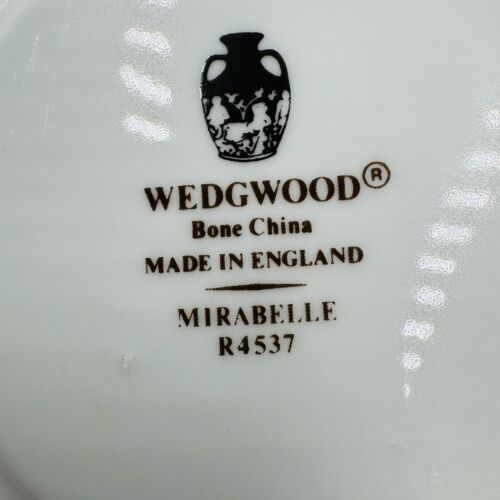 WEDGWOOD®
Bone China
MADE IN ENGLAND
MIRABELLE
R4537